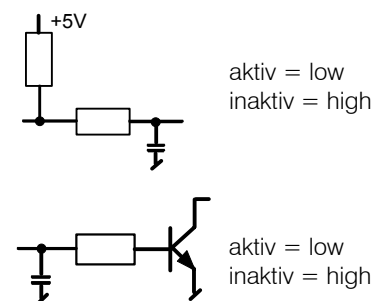 +5V
aktiv = low
inaktiv = high
aktiv = low
inaktiv = high